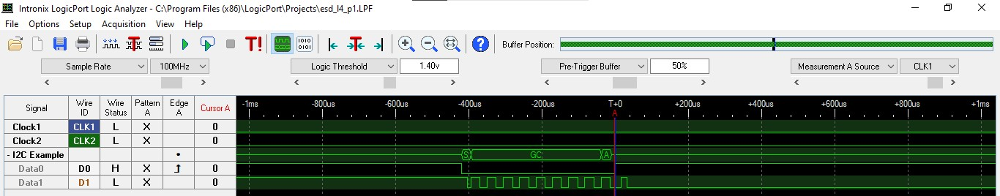 Intronix LogicPort Logic Analyzer - C:\Program Files (x86)\LogicPort\Projects\esd_l4_p1.LPF
File Options Setup Acquisition View Help
T T! 1010 0101 T ? Buffer Position:
Sample Rate 100MHz Logic Threshold 1.40v Pre-Trigger Buffer 50% Measurement A Source CLK1
Signal Wire ID Wire Status Pattern A Edge A Cursor A -1ms -800us -600us -400us -200us T+0 +200us +400us +600us +800us +1ms
A
Clock1 CLK1 L X 0
Clock2 CLK2 L X 0
- I2C Example S GC A
Data0 D0 H X 0
Data1 D1 L X 0